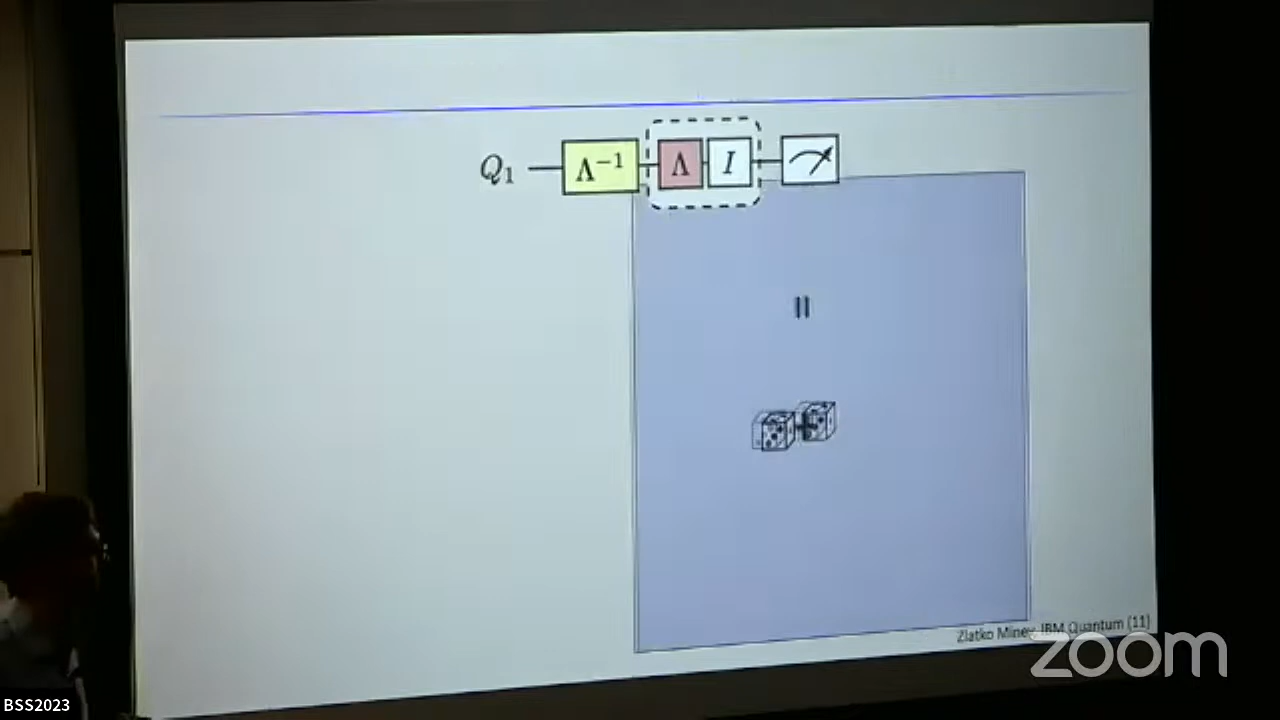 Q₁ Λ⁻¹ Λ I
=
Zlatko Minev, IBM Quantum (11)
zoom
BSS2023